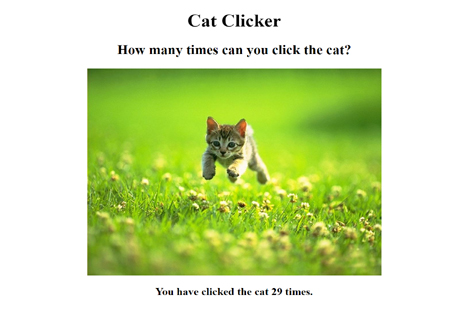 Cat Clicker
How many times can you click the cat?
You have clicked the cat 29 times.